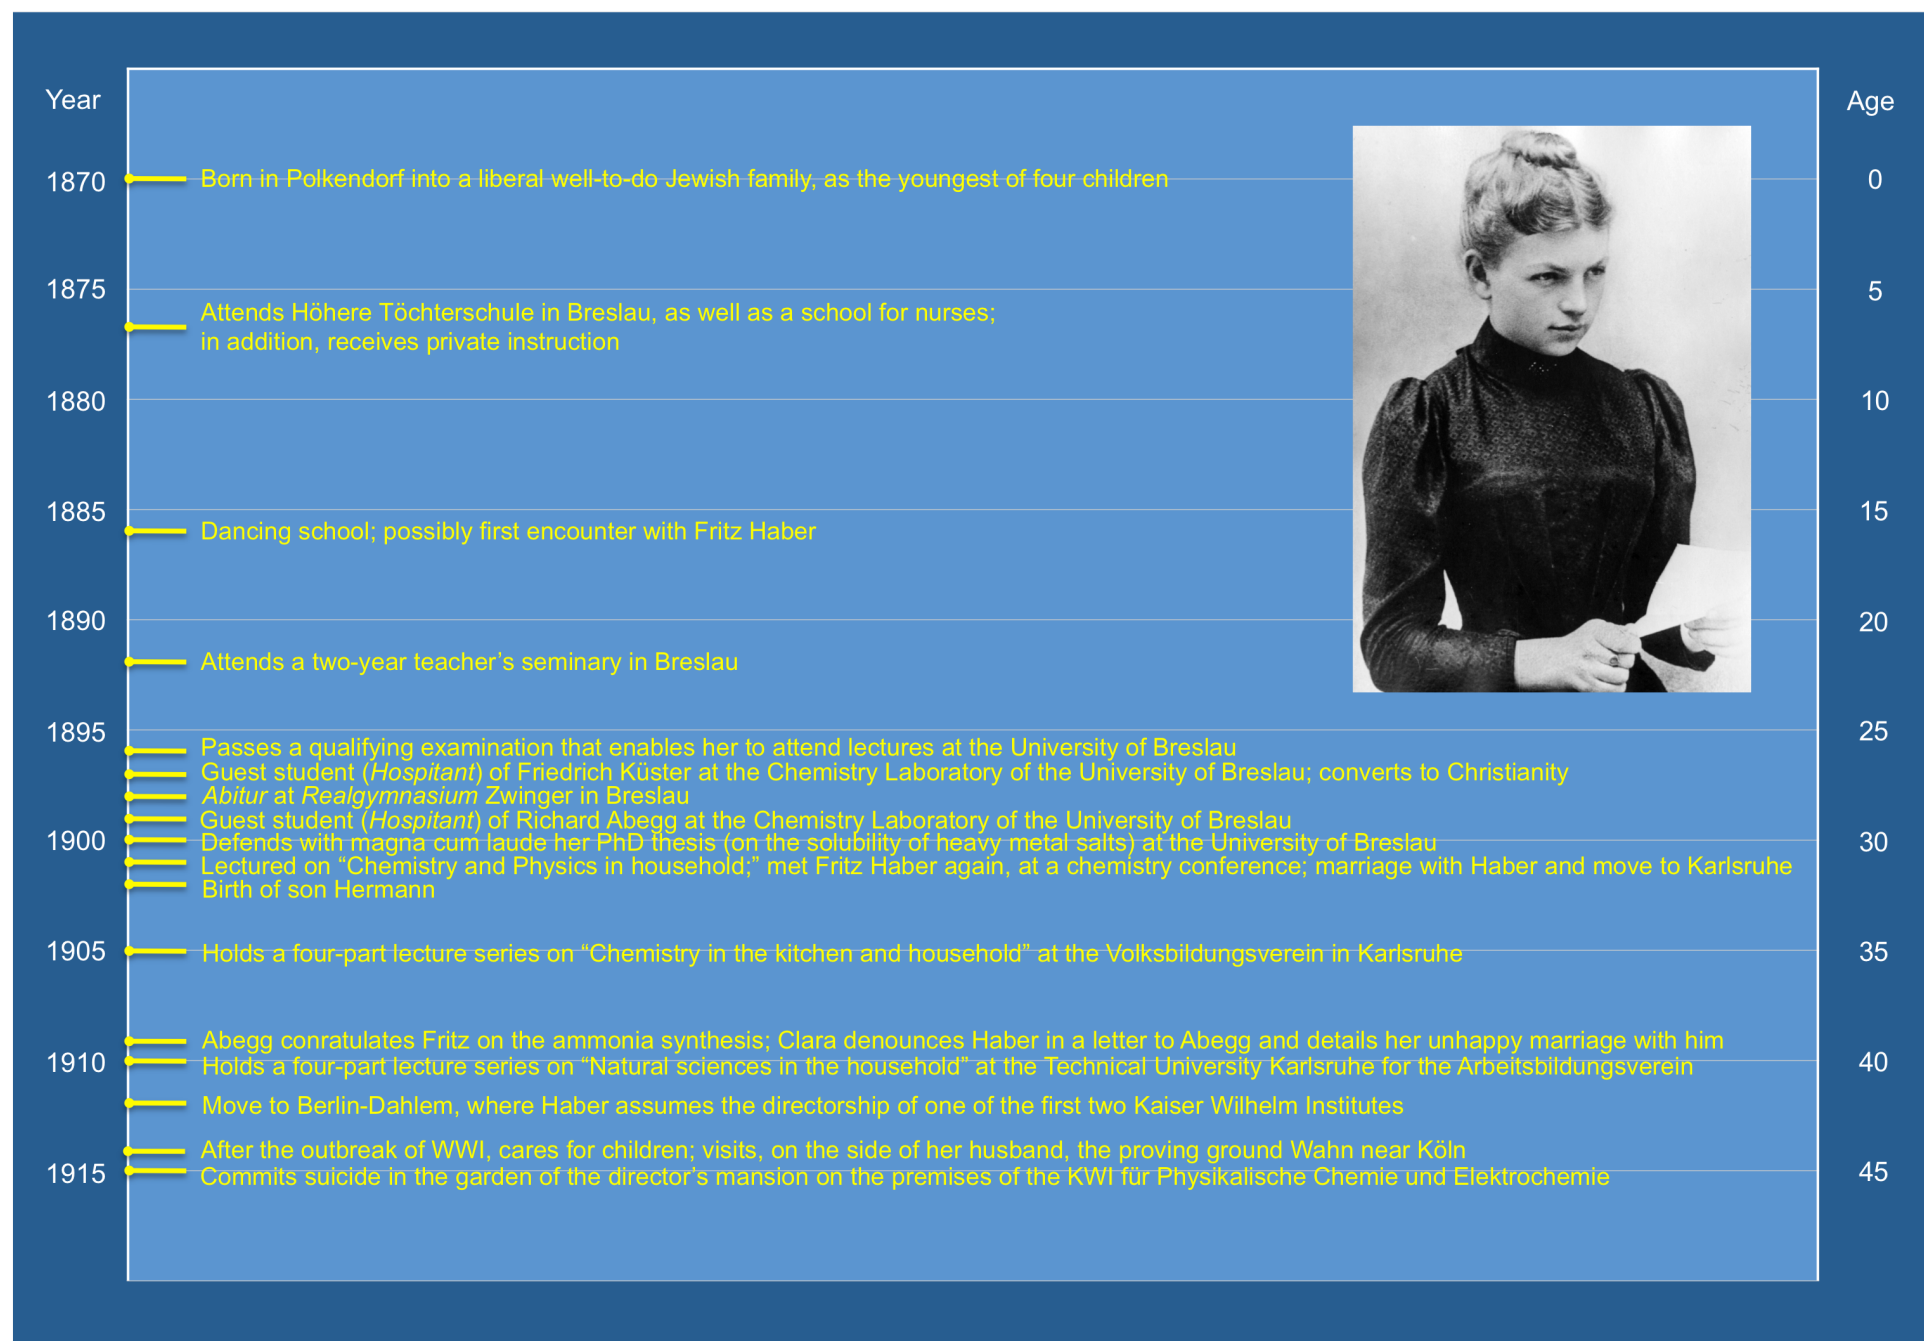 Year
Age
1870
Born in Polkendorf into a liberal well-to-do Jewish family, as the youngest of four children
0
1875
5
Attends Höhere Töchterschule in Breslau, as well as a school for nurses;
in addition, receives private instruction
1880
10
1885
15
Dancing school; possibly first encounter with Fritz Haber
1890
20
Attends a two-year teacher’s seminary in Breslau
1895
25
Passes a qualifying examination that enables her to attend lectures at the University of Breslau
Guest student (Hospitant) of Friedrich Küster at the Chemistry Laboratory of the University of Breslau; converts to Christianity
Abitur at Realgymnasium Zwinger in Breslau
Guest student (Hospitant) of Richard Abegg at the Chemistry Laboratory of the University of Breslau
1900
Defends with magna cum laude her PhD thesis (on the solubility of heavy metal salts) at the University of Breslau
30
Lectured on “Chemistry and Physics in household;” met Fritz Haber again, at a chemistry conference; marriage with Haber and move to Karlsruhe
Birth of son Hermann
1905
Holds a four-part lecture series on “Chemistry in the kitchen and household” at the Volksbildungsverein in Karlsruhe
35
Abegg conratulates Fritz on the ammonia synthesis; Clara denounces Haber in a letter to Abegg and details her unhappy marriage with him
1910
Holds a four-part lecture series on “Natural sciences in the household” at the Technical University Karlsruhe for the Arbeitsbildungsverein
40
Move to Berlin-Dahlem, where Haber assumes the directorship of one of the first two Kaiser Wilhelm Institutes
After the outbreak of WWI, cares for children; visits, on the side of her husband, the proving ground Wahn near Köln
1915
Commits suicide in the garden of the director’s mansion on the premises of the KWI für Physikalische Chemie und Elektrochemie
45